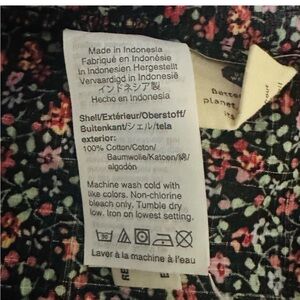 Made in Indonesia
Fabriqué en Indonésie
in Indonesien Hergestellt
Vervaardigd in Indonesië
インドネシア製
Hecho en Indonesia
Shell/Extérieur/Oberstoff/
Buitenkant/シェル/tela
exterior:
100% Cotton/Coton/
Baumwolle/Katoen/綿/
algodón
Machine wash cold with
like colors. Non-chlorine
bleach only. Tumble dry
low. Iron on lowest setting.
Laver à la machine à l'eau
Better
planet